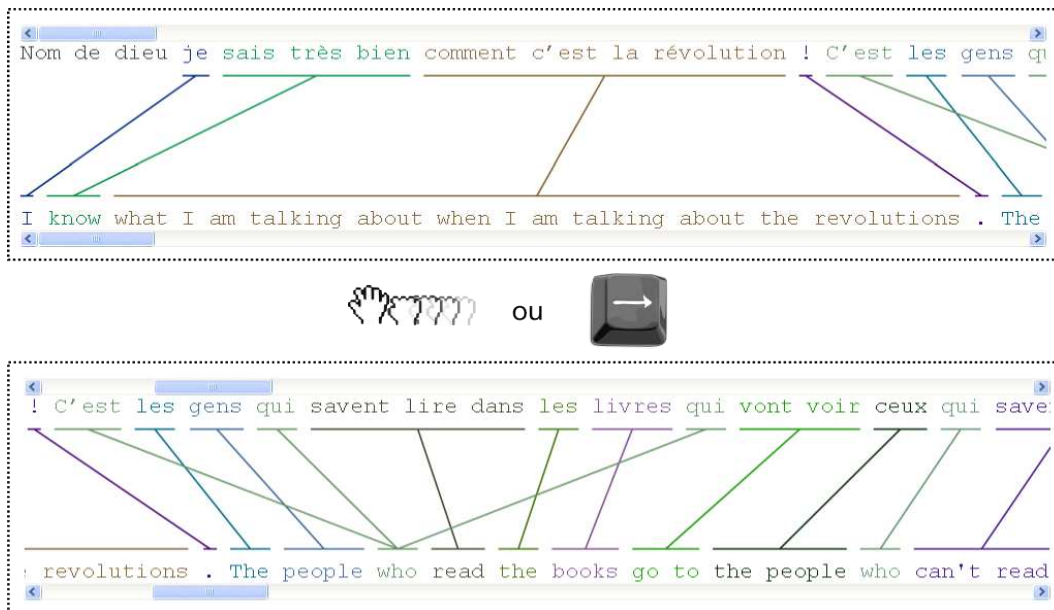 Nom de dieu je sais très bien comment c’est la révolution ! C’est les gens
I know what I am talking about when I am talking about the revolutions . The
ou
! C’est les gens qui savent lire dans les livres qui vont voir ceux qui
revolutions . The people who read the books go to the people who can't read